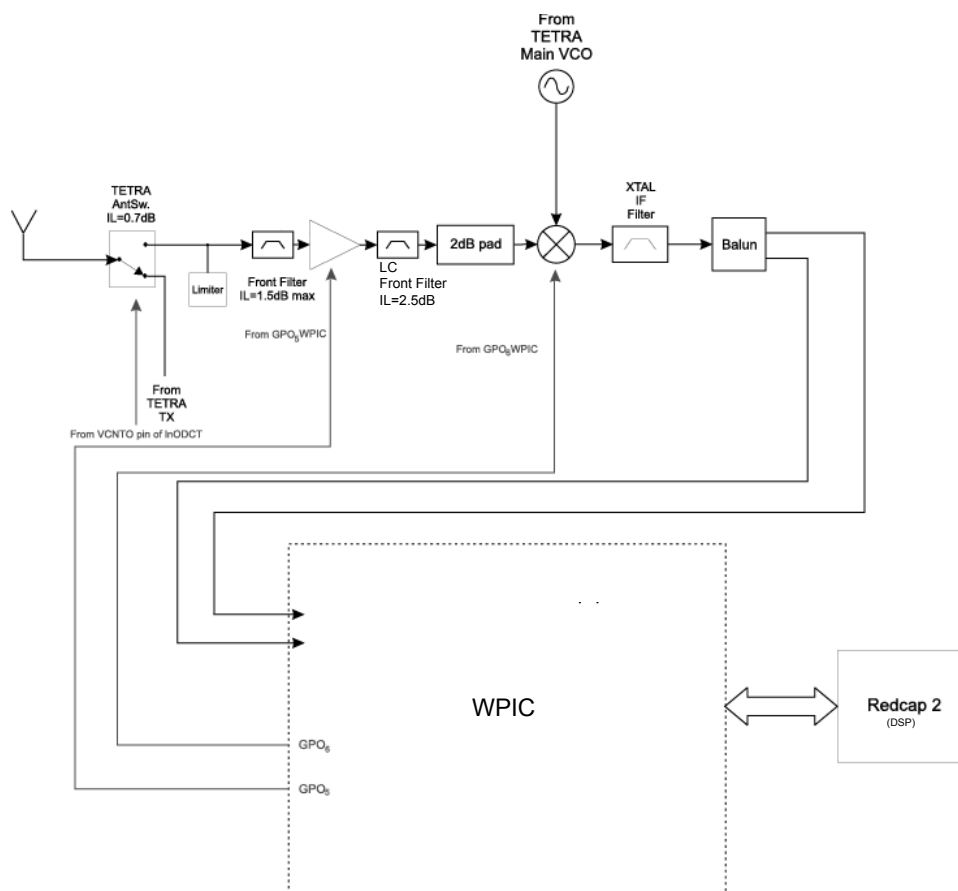 From
TETRA
Main VCO
TETRA
AntSw.
IL=0.7dB
XTAL
IF
Filter
2dB pad
Balun
Limiter
Front Filter
IL=1.5dB max
LC
Front Filter
IL=2.5dB
From GPO5WPIC
From GPO6WPIC
From
TETRA
TX
From VCNTO pin of InODCT
WPIC
Redcap 2
(DSP)
GPO6
GPO5